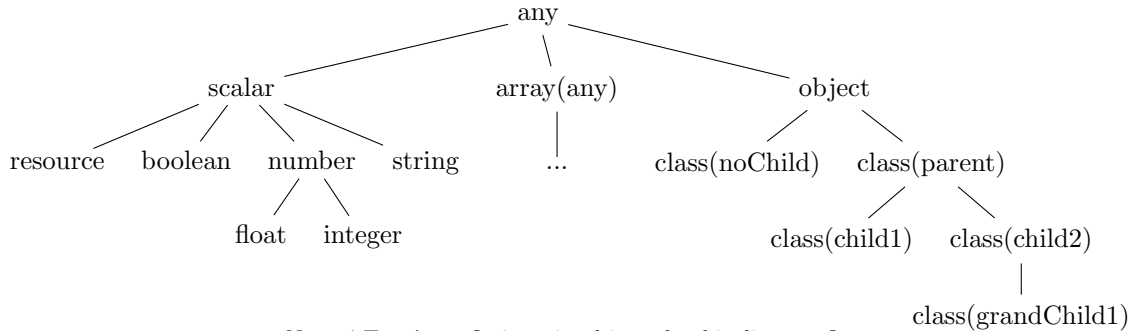 any
scalar array(any) object
resource boolean number string ... class(noChild) class(parent)
float integer class(child1) class(child2)
class(grandChild1)